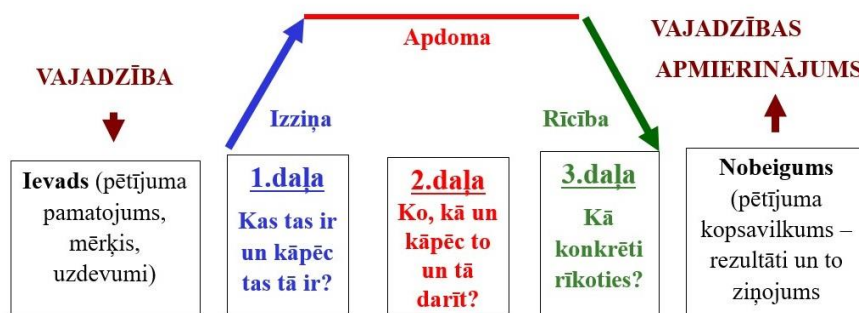 VAJADZĪBA
Izziņa
Apdoma
Rīcība
VAJADZĪBAS
APMIERINĀJUMS
Ievads (pētījuma
pamatojums,
mērķis,
uzdevumi)
1.daļa
Kas tas ir
un kāpēc
tas tā ir?
2.daļa
Ko, kā un
kāpēc to
un tā
darīt?
3.daļa
Kā
konkrēti
rīkoties?
Nobeigums
(pētījuma
kopsavilkums –
rezultāti un to
ziņojums